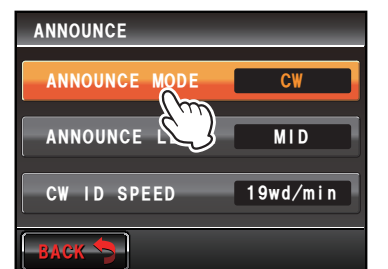 ANNOUNCE
ANNOUNCE MODE CW
ANNOUNCE MID
CW ID SPEED 19wd/min
BACK